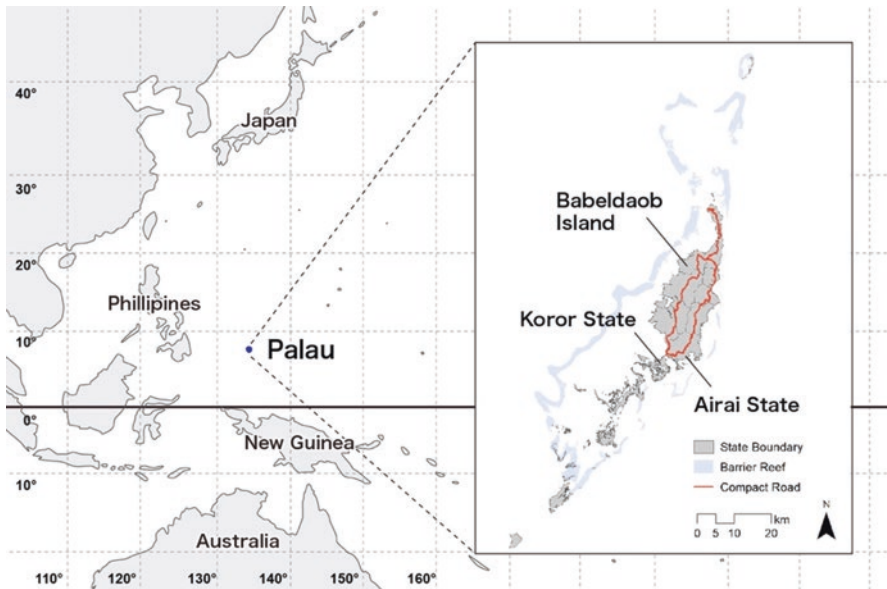 40°
Japan
30°
20°
Phillipines
10°
Palau
0°
New Guinea
10°
Australia
110°
120°
130°
140°
150°
160°
Babeldaob
Island
Koror State
Airai State
State Boundary
Barrier Reef
Compact Road
0 5 10 20 km
N